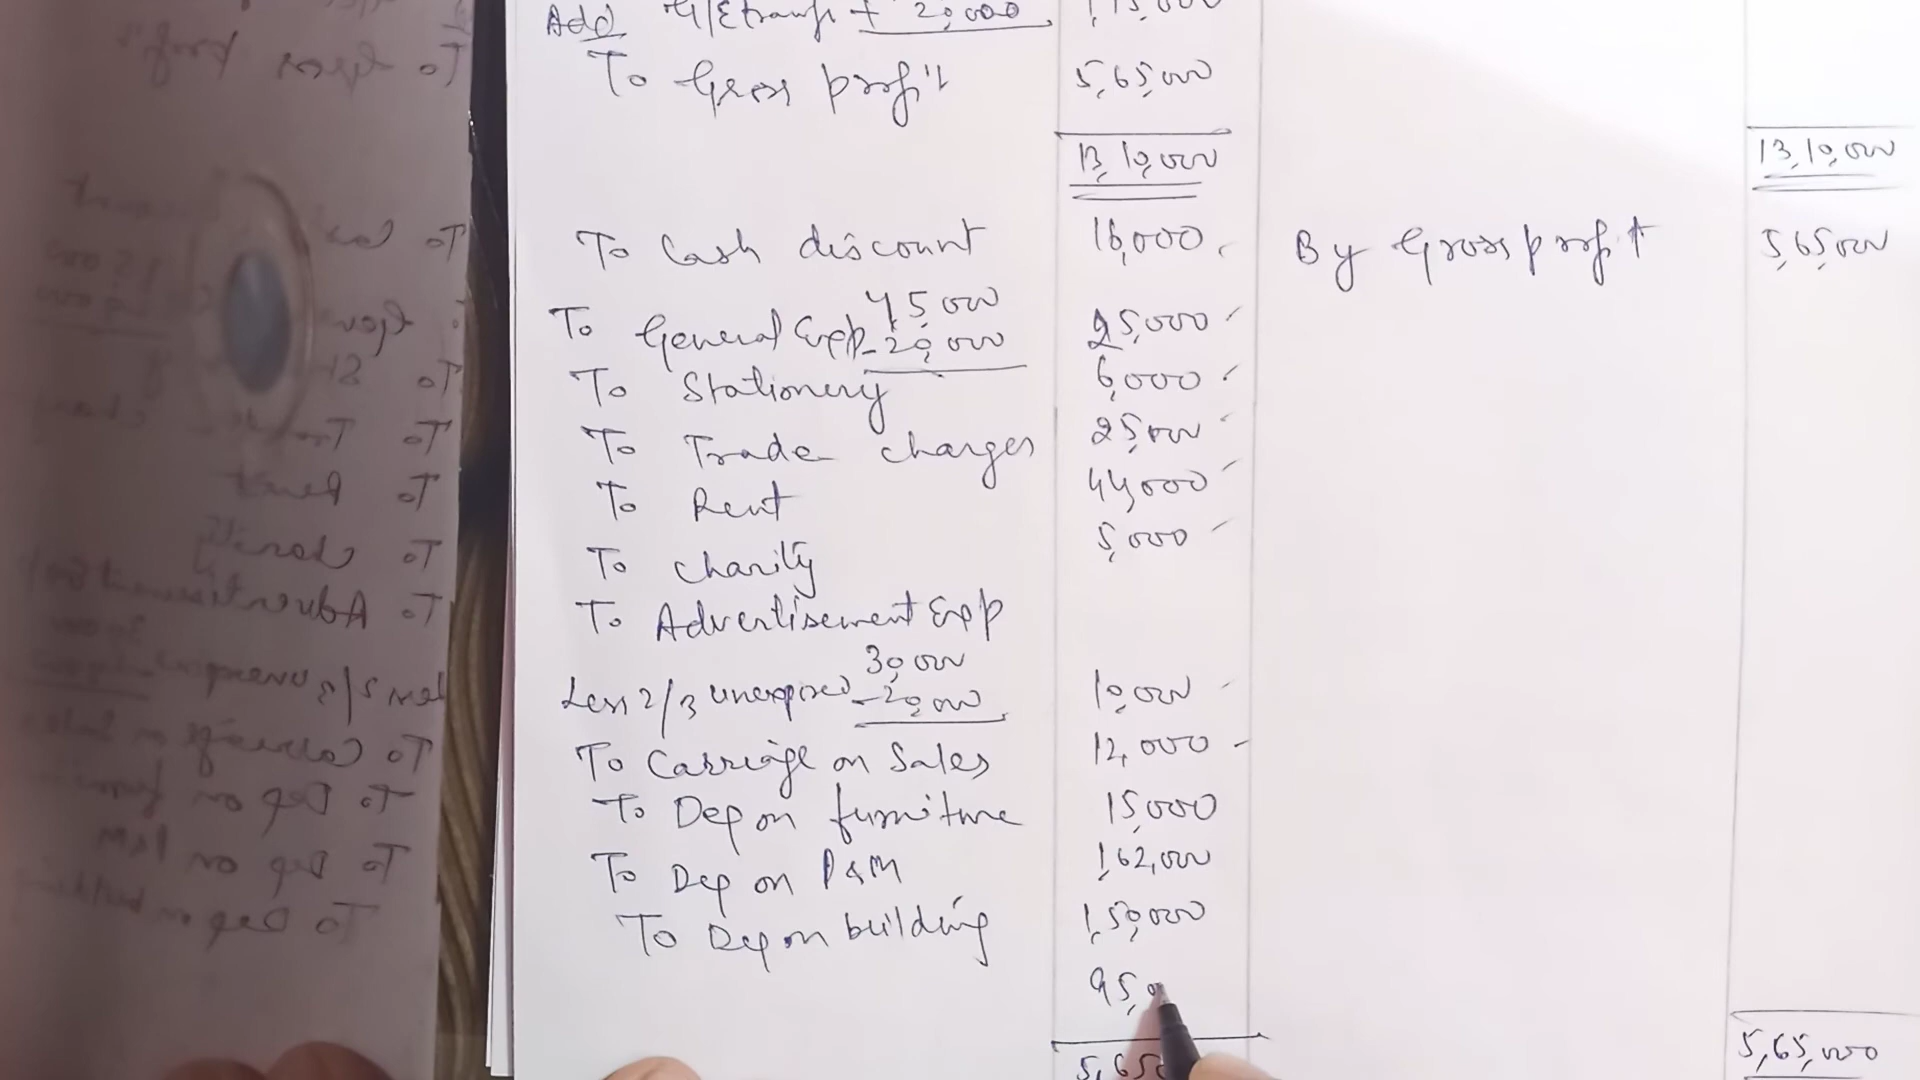 Add G/E transf + 20,000
To Gross profit 5,65,000
13,10,000 13,10,000
To Cash discount 16,000 By Gross profit 5,65,000
45,000
To General Exp - 20,000 25,000
To Stationery 6,000
To Trade charges 25,000
To Rent 44,000
To charity 5,000
To Advertisement Exp
30,000
Less 2/3 unexpired - 20,000 10,000
To Carriage on Sales 12,000
To Dep on furniture 15,000
To Dep on P&M 1,62,000
To Dep on building 1,50,000
95,0
5,65 5,65,000